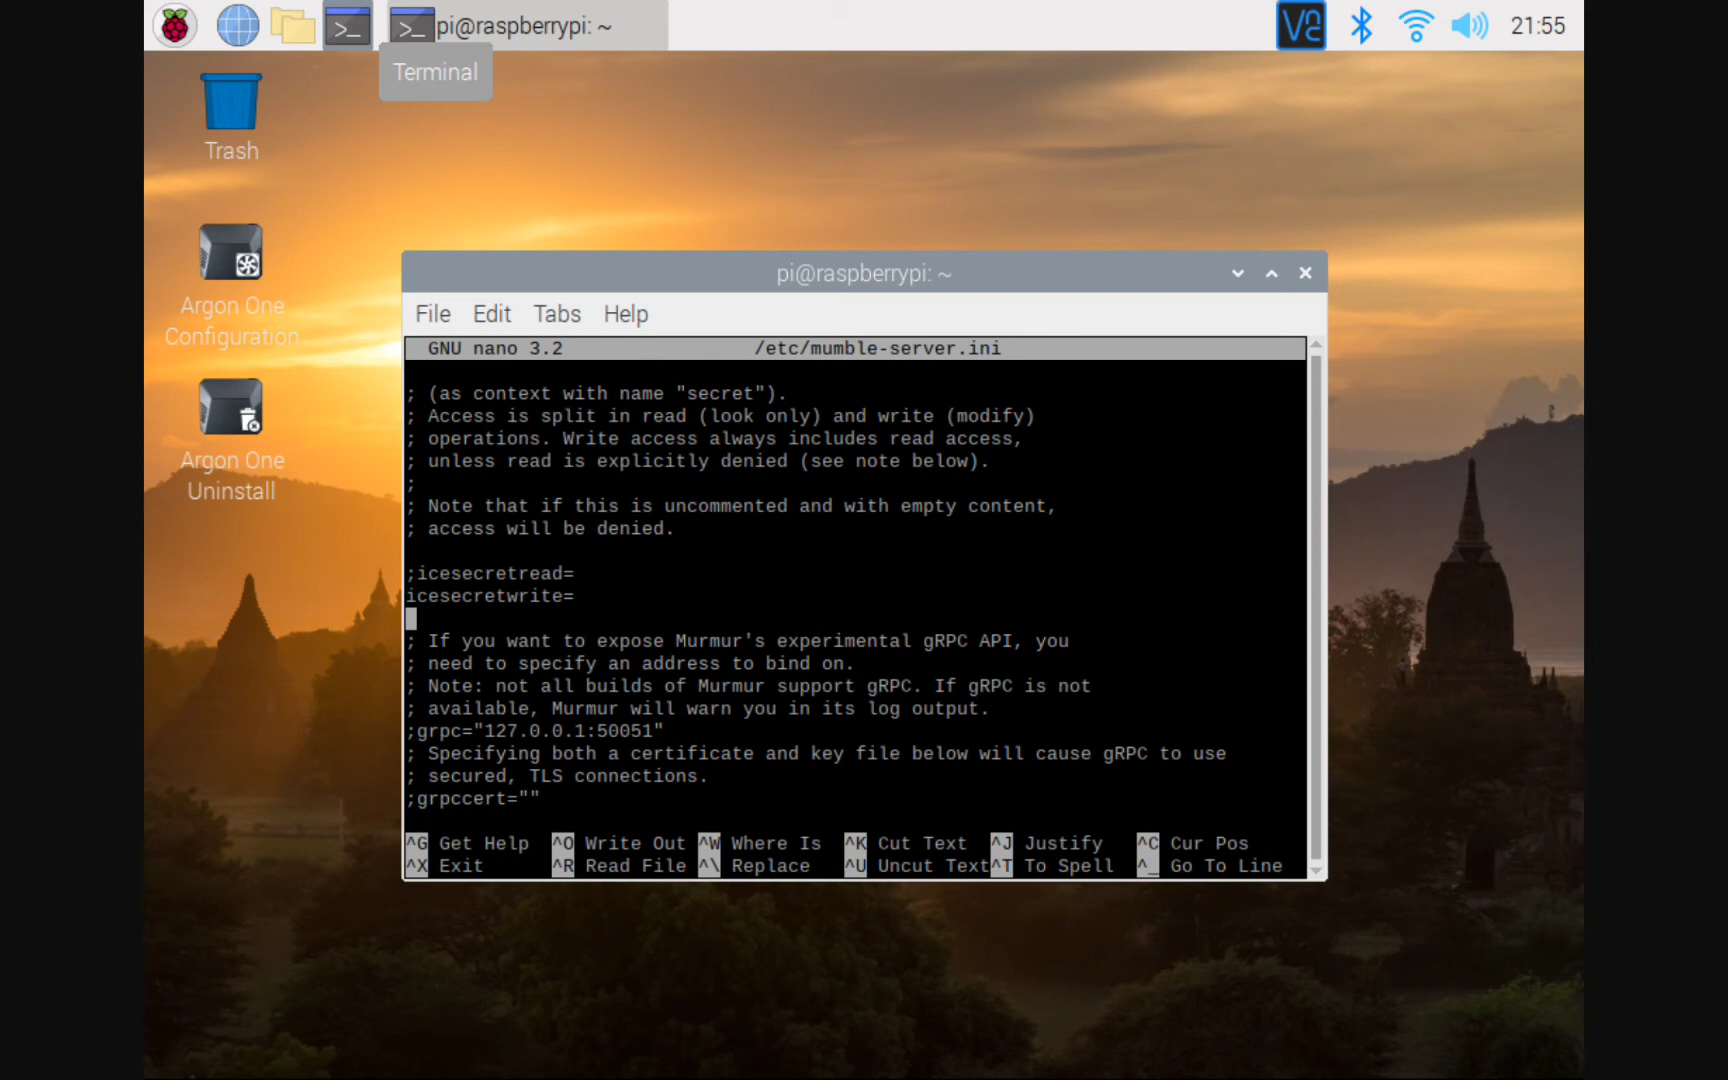 pi@raspberrypi: ~
21:55
Terminal
Trash
Argon One
Configuration
Argon One
Uninstall
pi@raspberrypi: ~
File Edit Tabs Help
GNU nano 3.2 /etc/mumble-server.ini
; (as context with name "secret").
; Access is split in read (look only) and write (modify)
; operations. Write access always includes read access,
; unless read is explicitly denied (see note below).
;
; Note that if this is uncommented and with empty content,
; access will be denied.
;icesecretread=
icesecretwrite=
; If you want to expose Murmur's experimental gRPC API, you
; need to specify an address to bind on.
; Note: not all builds of Murmur support gRPC. If gRPC is not
; available, Murmur will warn you in its log output.
;grpc="127.0.0.1:50051"
; Specifying both a certificate and key file below will cause gRPC to use
; secured, TLS connections.
;grpccert=""
^G Get Help ^O Write Out ^W Where Is ^K Cut Text ^J Justify ^C Cur Pos
^X Exit ^R Read File ^\ Replace ^U Uncut Text ^T To Spell ^_ Go To Line